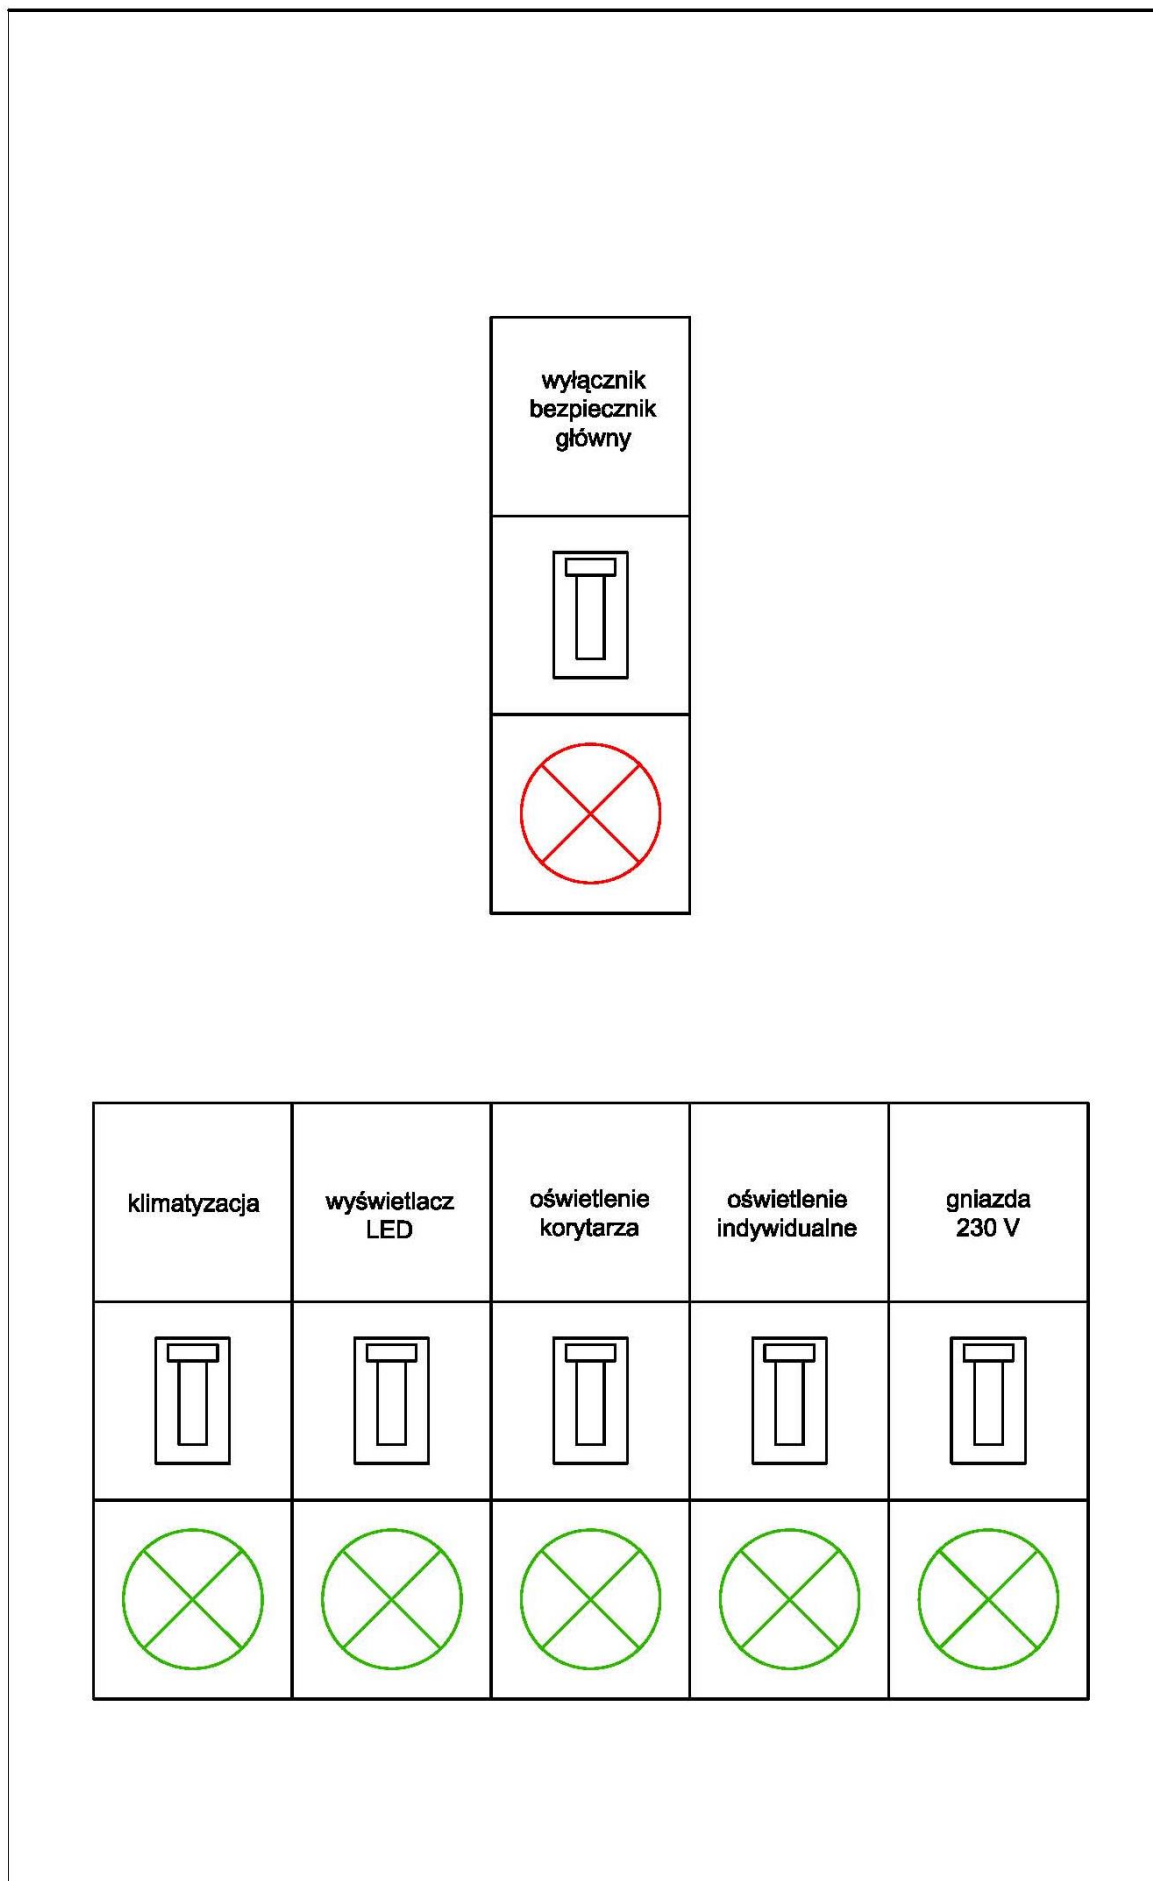 wyłącznik
bezpiecznik
główny
klimatyzacja
wyświetlacz
LED
oświetlenie
korytarza
oświetlenie
indywidualne
gniazda
230 V